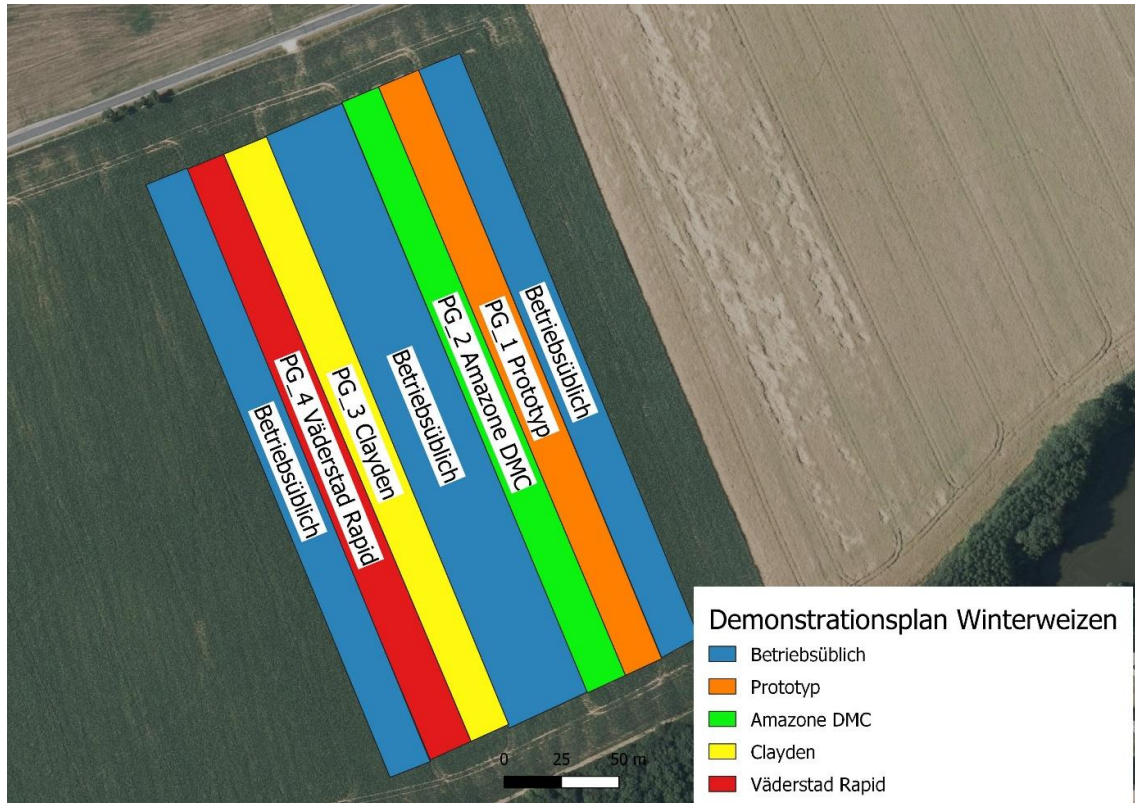 Betriebsüblich
PG_4 Väderstad Rapid
PG_3 Clayden
Betriebsüblich
PG_2 Amazone DMC
PG_1 Prototyp
Betriebsüblich
Demonstrationsplan Winterweizen
Betriebsüblich
Prototyp
Amazone DMC
Clayden
Väderstad Rapid
0 25 50 m